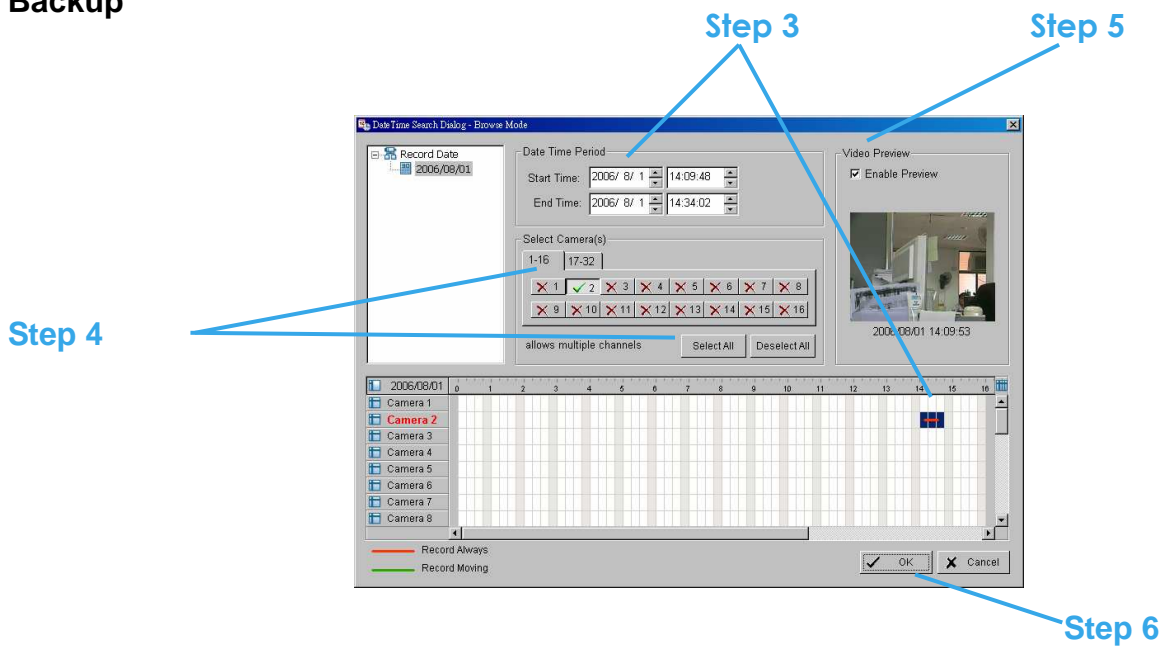 Backup
Step 3
Step 5
DateTime Search Dialog - Browse Mode
Record Date
2006/08/01
Date Time Period
Start Time: 2006/ 8/ 1 14:09:48
End Time: 2006/ 8/ 1 14:34:02
Video Preview
Enable Preview
2006/08/01 14:09:53
Select Camera(s)
1-16 17-32
1 2 3 4 5 6 7 8
9 10 11 12 13 14 15 16
allows multiple channels Select All Deselect All
Step 4
2006/08/01 0 1 2 3 4 5 6 7 8 9 10 11 12 13 14 15 16
Camera 1
Camera 2
Camera 3
Camera 4
Camera 5
Camera 6
Camera 7
Camera 8
Record Always
Record Moving
OK Cancel
Step 6